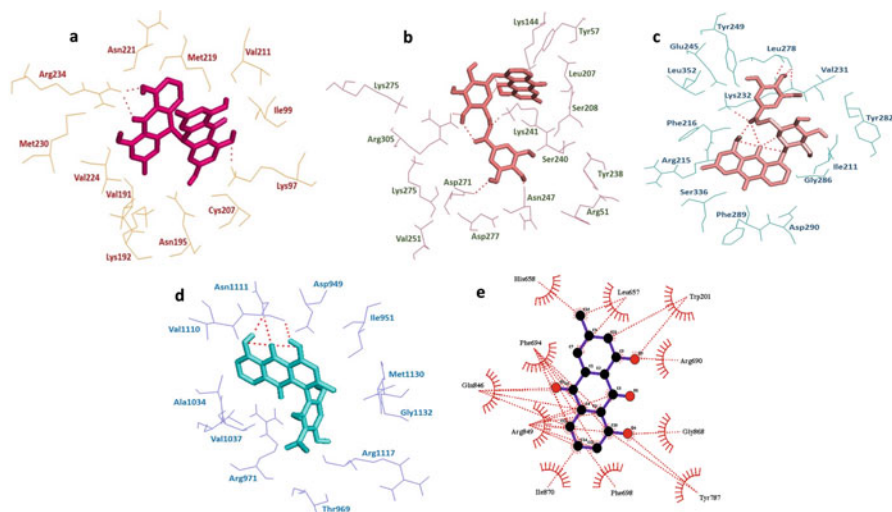 a
Asn221
Met219
Val211
Arg234
Ile99
Met230
Val224
Val191
Lys97
Cys207
Lys192
Asn195
b
Lys144
Tyr57
Lys275
Leu207
Ser208
Arg305
Lys241
Ser240
Lys275
Asp271
Tyr238
Asn247
Arg51
Val251
Asp277
c
Tyr249
Glu245
Leu278
Leu352
Val231
Lys232
Phe216
Tyr282
Arg215
Ile211
Gly286
Ser336
Phe289
Asp290
d
Asn1111
Asp949
Val1110
Ile951
Met1130
Ala1034
Gly1132
Val1037
Arg1117
Arg971
Thr969
e
His658
Leu657
Trp201
Phe694
Arg690
Gln846
Arg849
Gly868
Ile870
Phe698
Tyr787